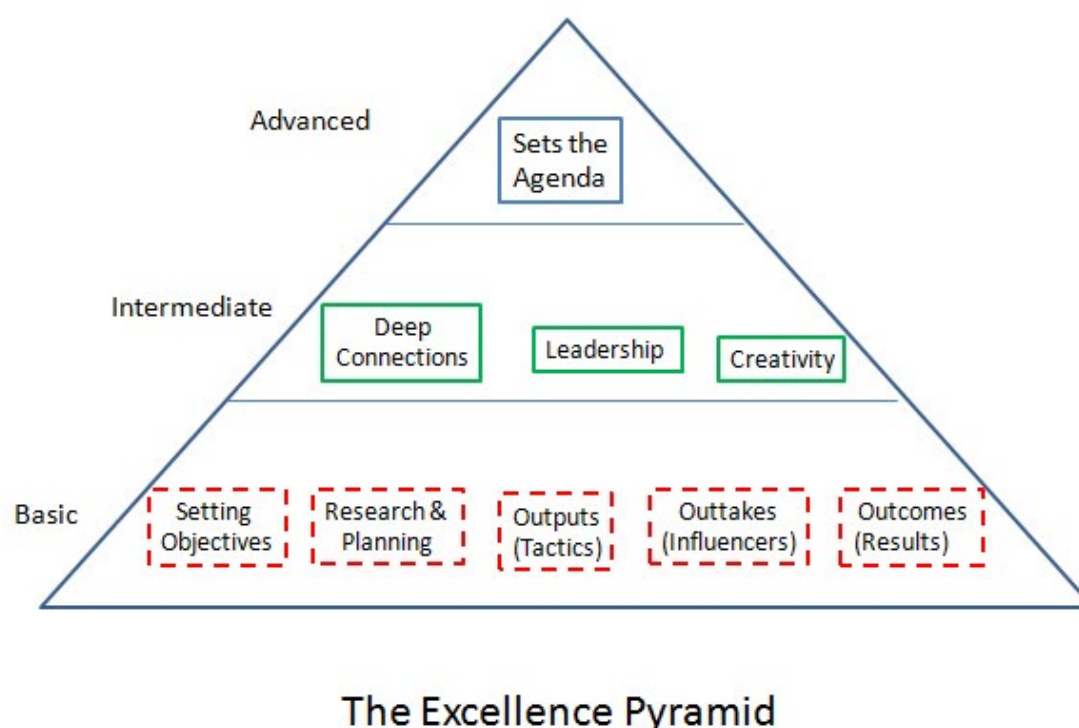 Advanced
Sets the
Agenda
Intermediate
Deep
Connections
Leadership
Creativity
Basic
Setting
Objectives
Research &
Planning
Outputs
(Tactics)
Outtakes
(Influencers)
Outcomes
(Results)
The Excellence Pyramid